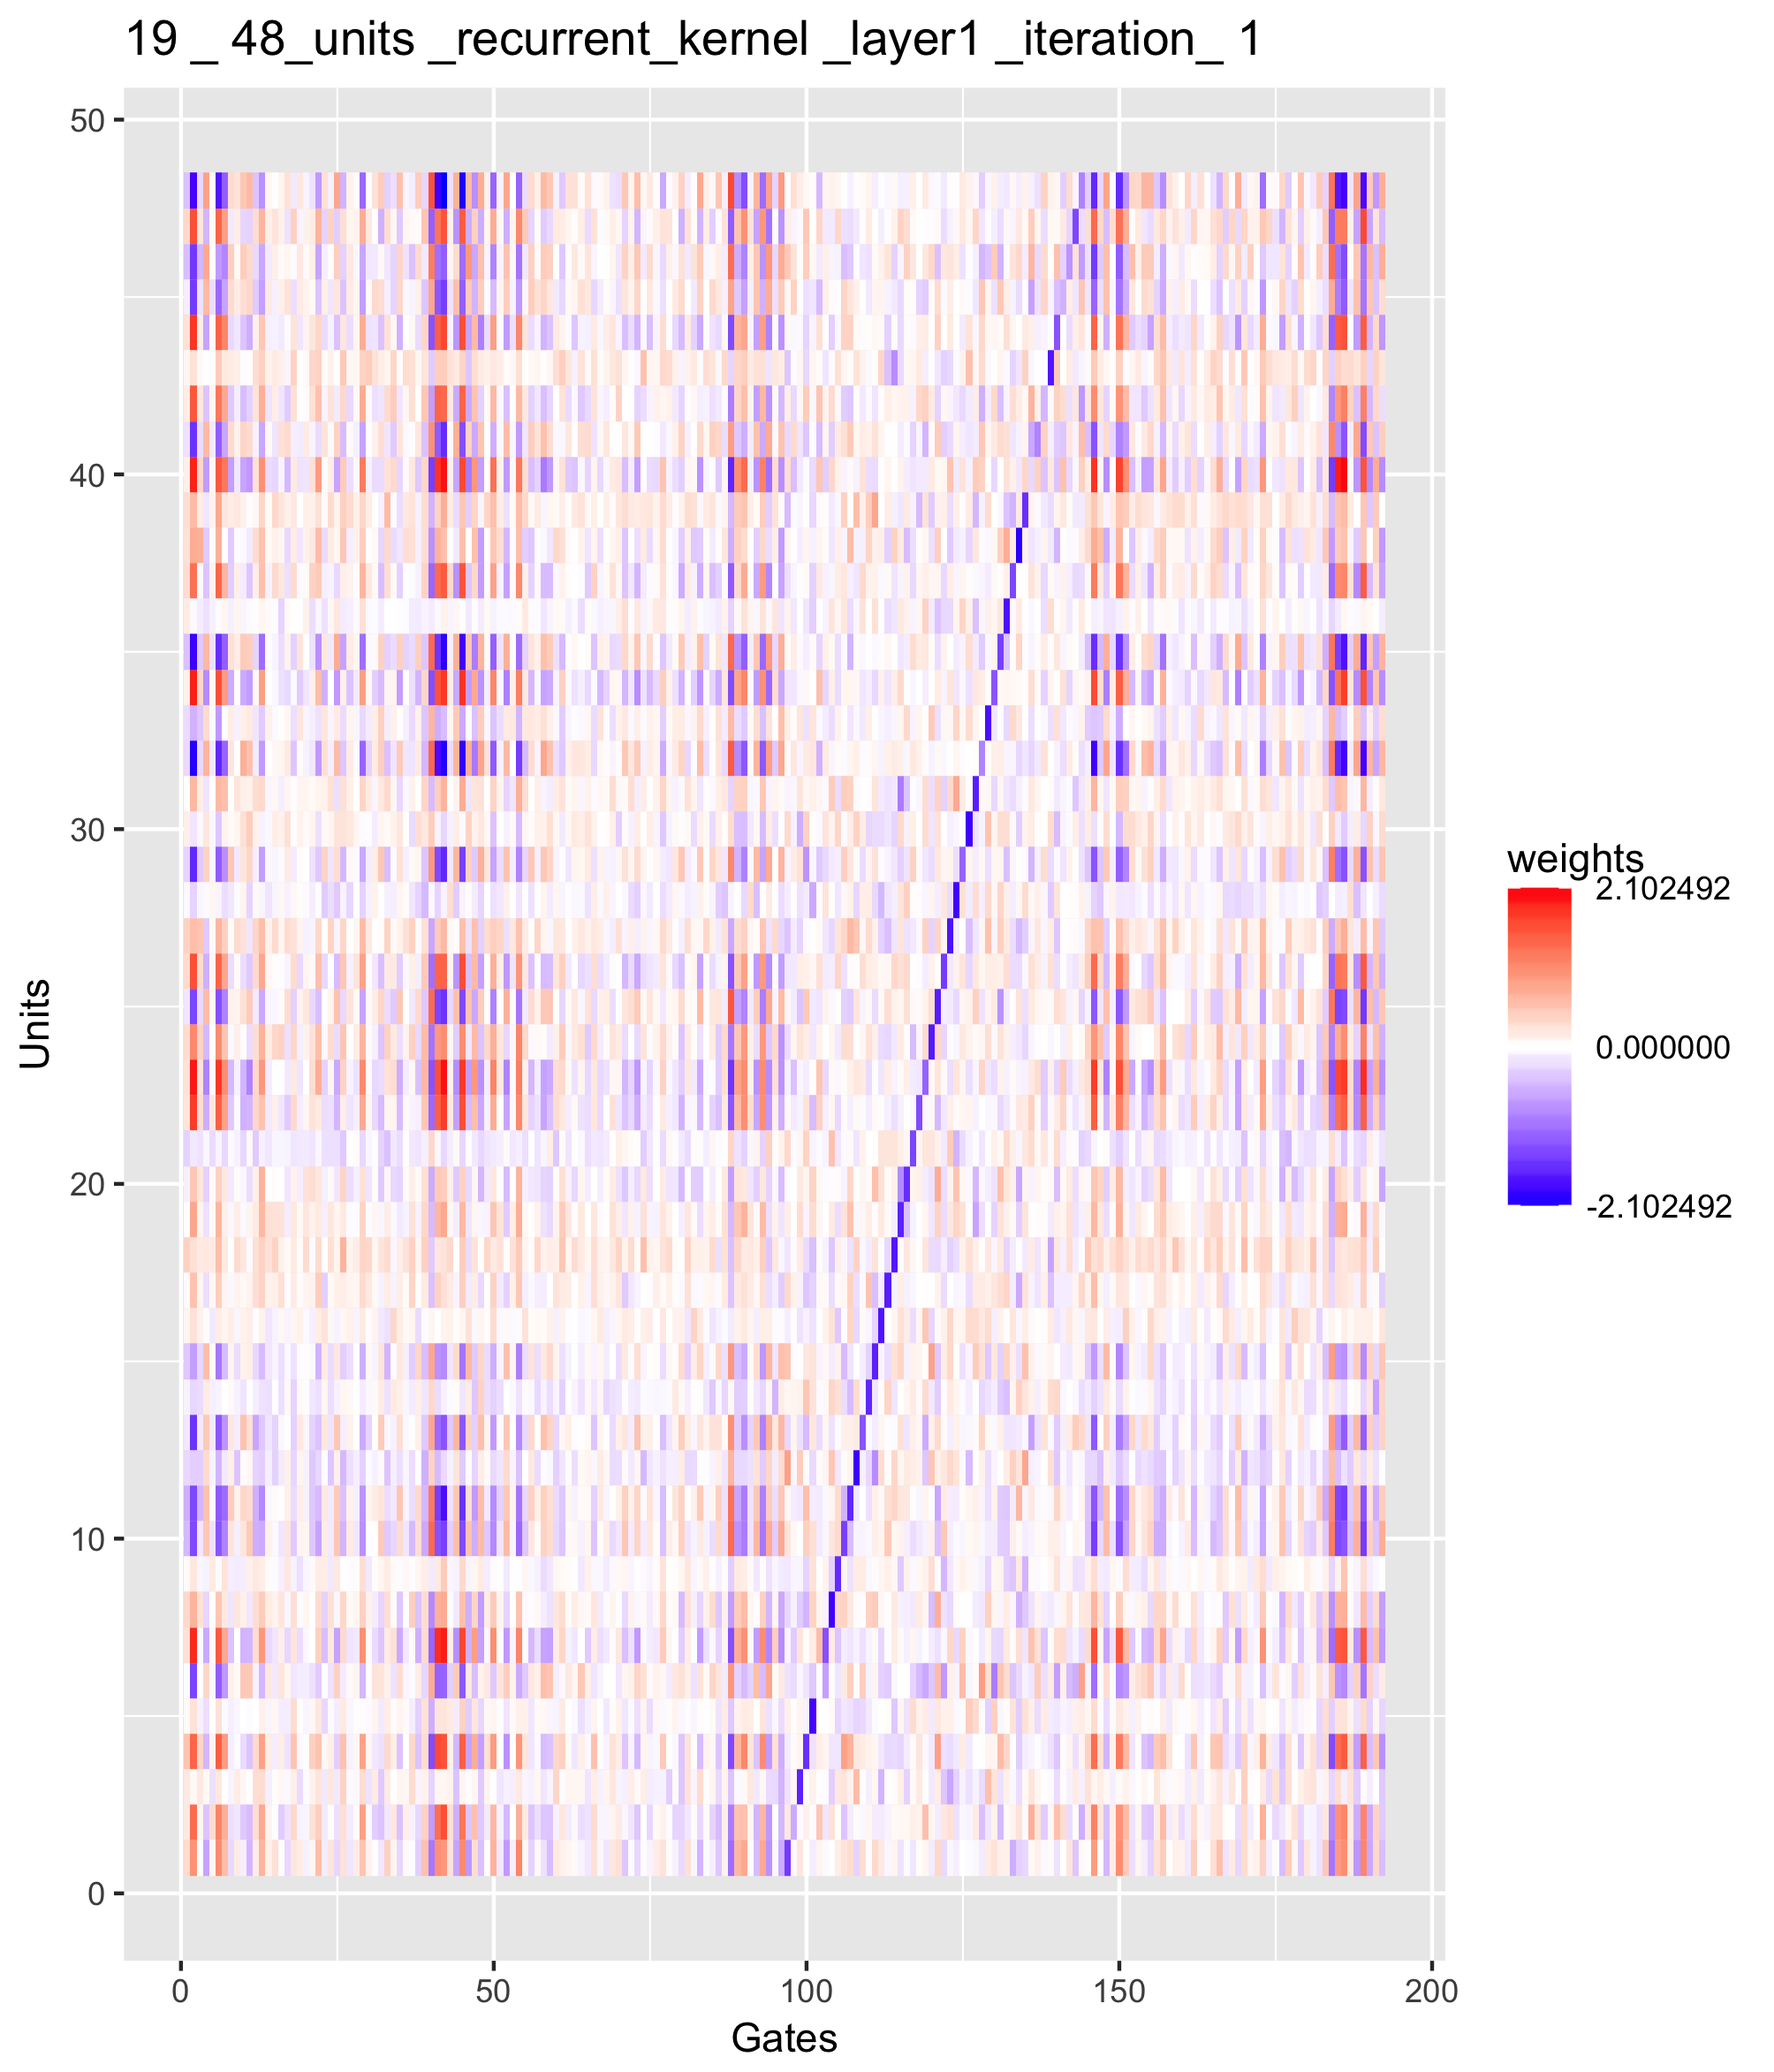 19 _ 48_units _recurrent_kernel _layer1 _iteration_ 1
50
40
30
20
10
0
Units
0 50 100 150 200
Gates
weights
2.102492
0.000000
-2.102492